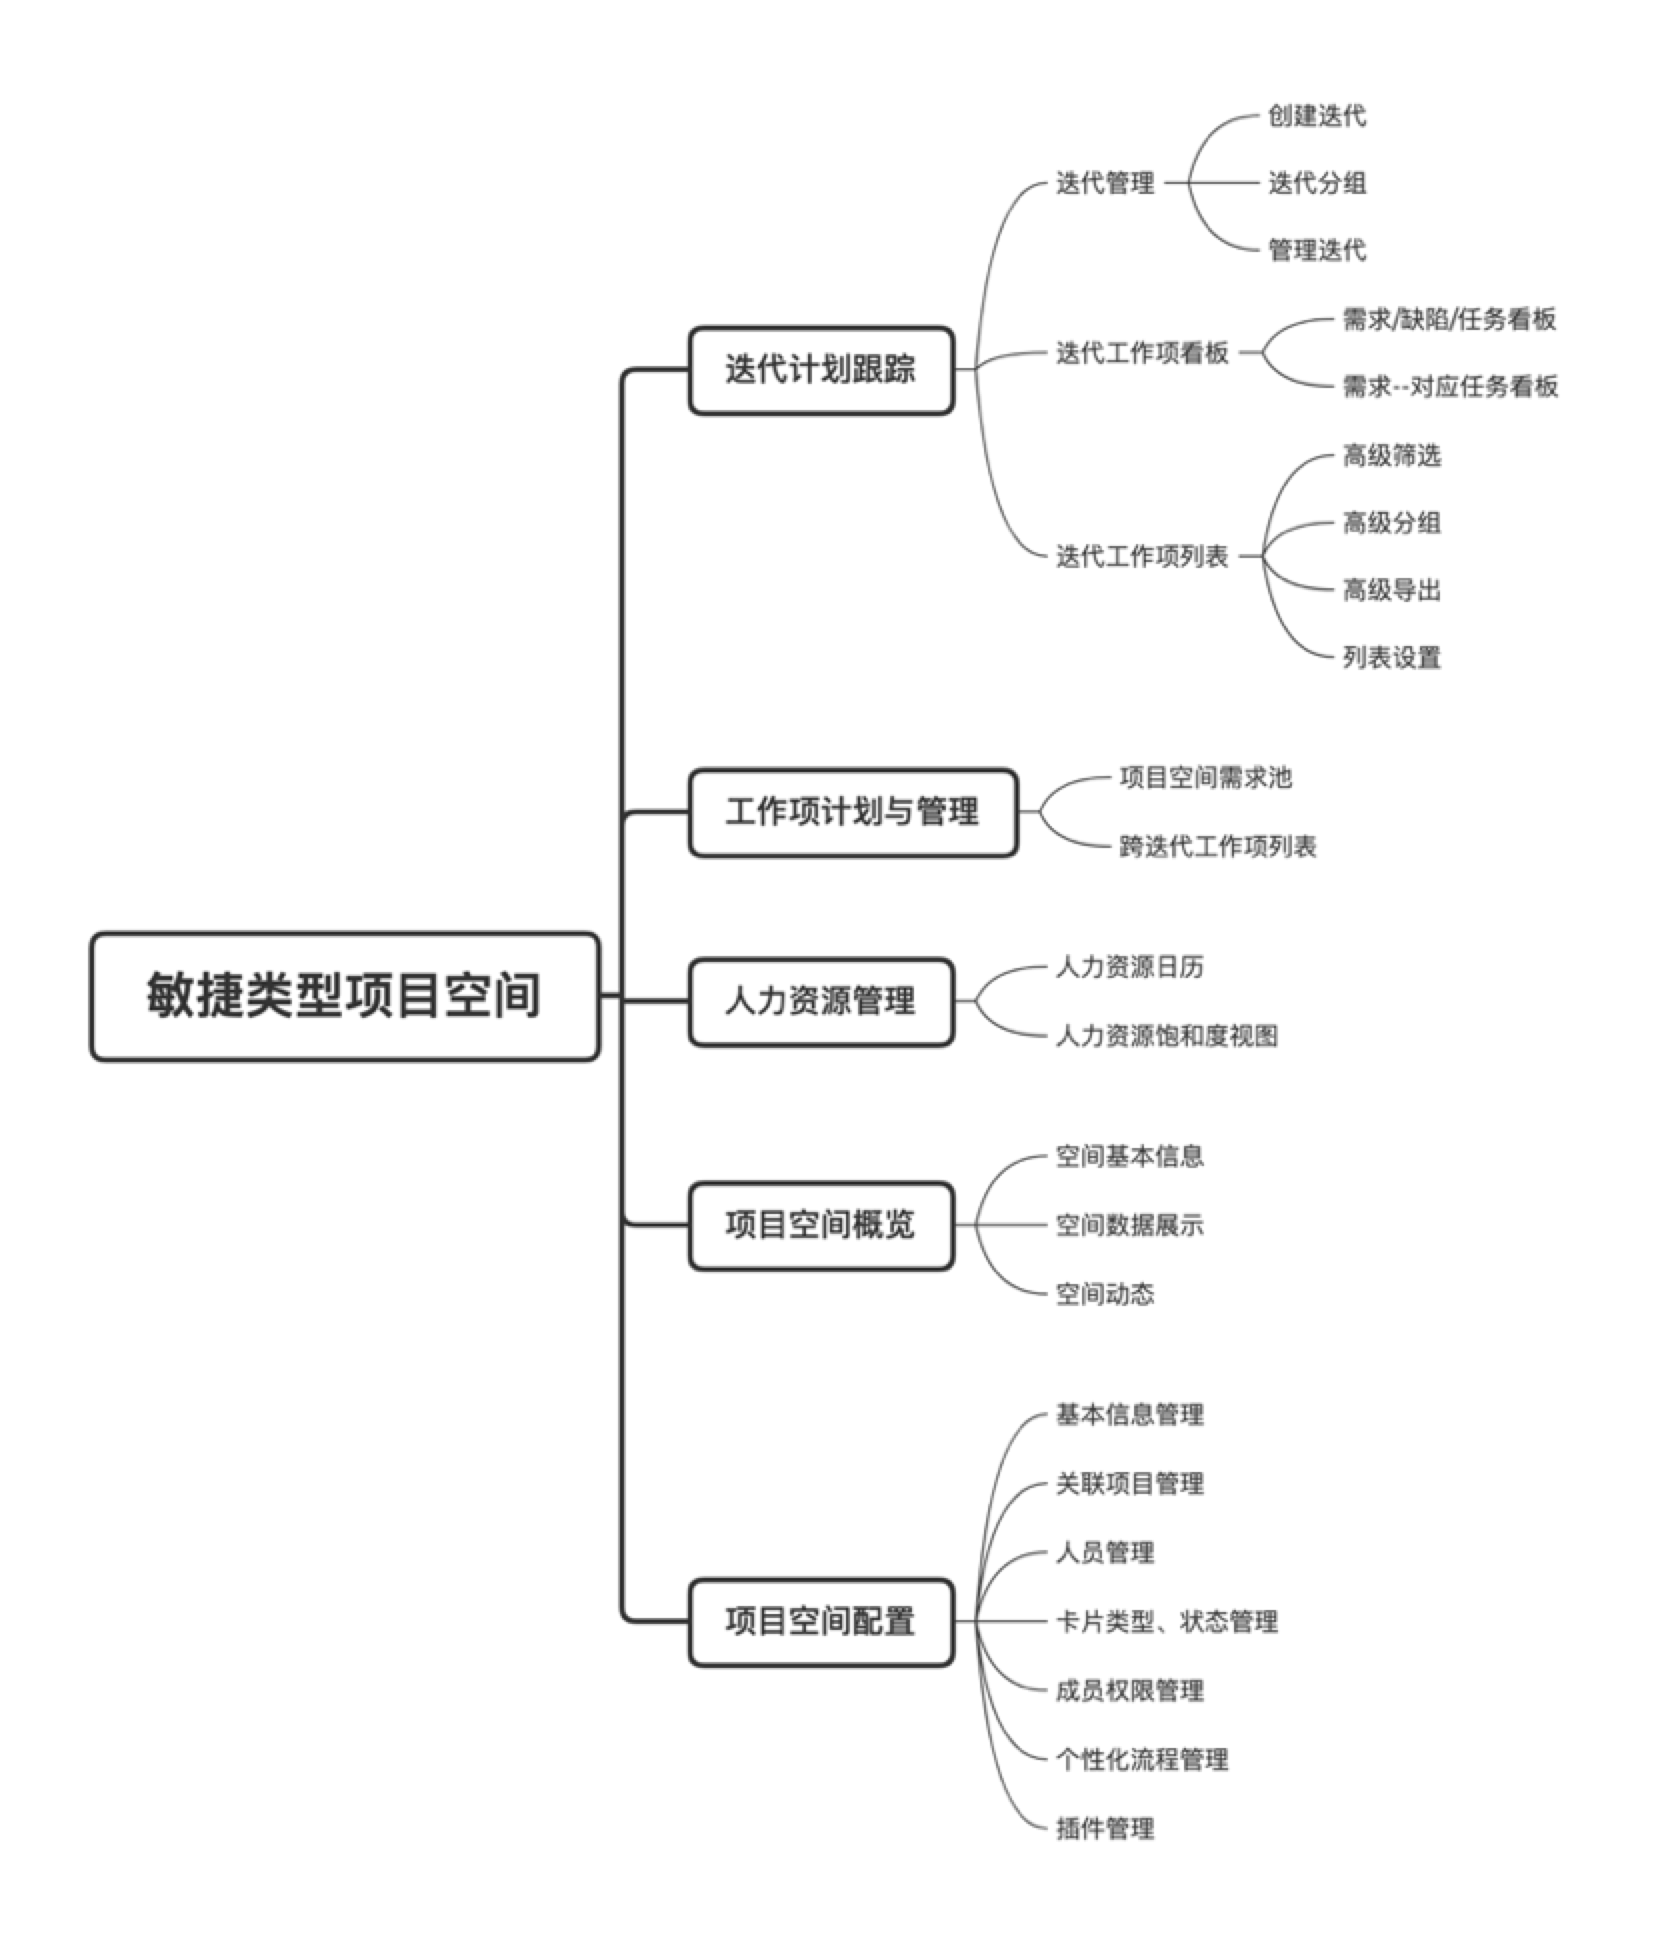 敏捷类型项目空间
迭代计划跟踪
迭代管理
创建迭代
迭代分组
管理迭代
迭代工作项看板
需求/缺陷/任务看板
需求--对应任务看板
迭代工作项列表
高级筛选
高级分组
高级导出
列表设置
工作项计划与管理
项目空间需求池
跨迭代工作项列表
人力资源管理
人力资源日历
人力资源饱和度视图
项目空间概览
空间基本信息
空间数据展示
空间动态
项目空间配置
基本信息管理
关联项目管理
人员管理
卡片类型、状态管理
成员权限管理
个性化流程管理
插件管理